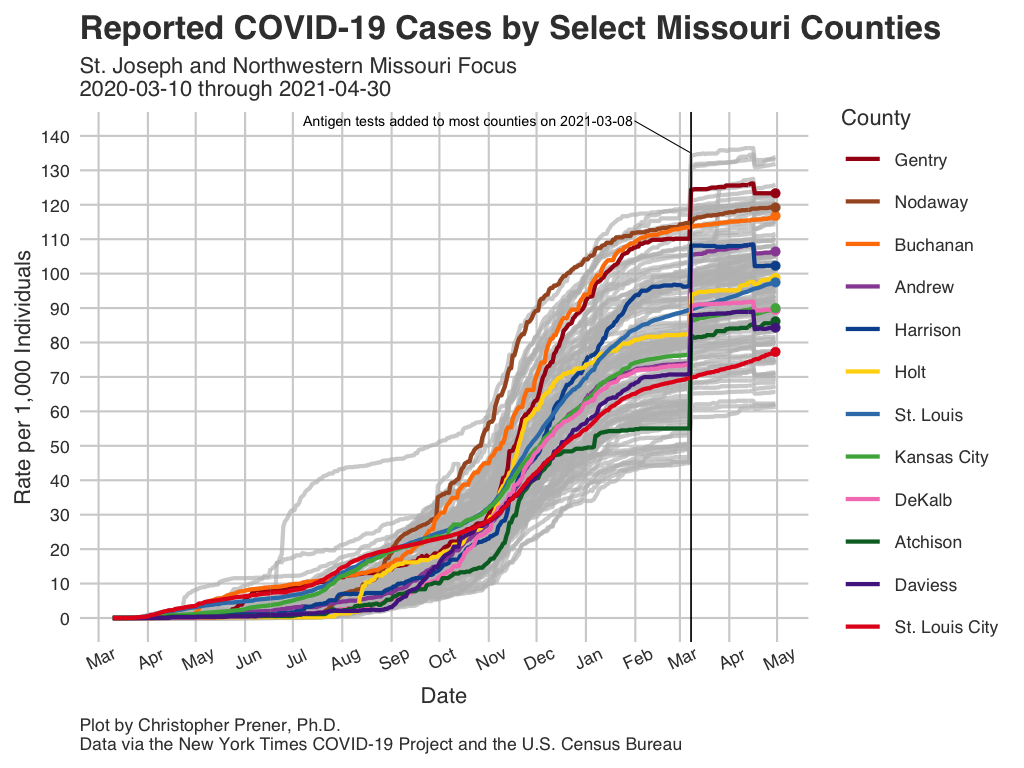 Reported COVID-19 Cases by Select Missouri Counties
St. Joseph and Northwestern Missouri Focus
2020-03-10 through 2021-04-30
Antigen tests added to most counties on 2021-03-08
Rate per 1,000 Individuals
140
130
120
110
100
90
80
70
60
50
40
30
20
10
0
Mar Apr May Jun Jul Aug Sep Oct Nov Dec Jan Feb Mar Apr May
Date
County
Gentry
Nodaway
Buchanan
Andrew
Harrison
Holt
St. Louis
Kansas City
DeKalb
Atchison
Daviess
St. Louis City
Plot by Christopher Prener, Ph.D.
Data via the New York Times COVID-19 Project and the U.S. Census Bureau